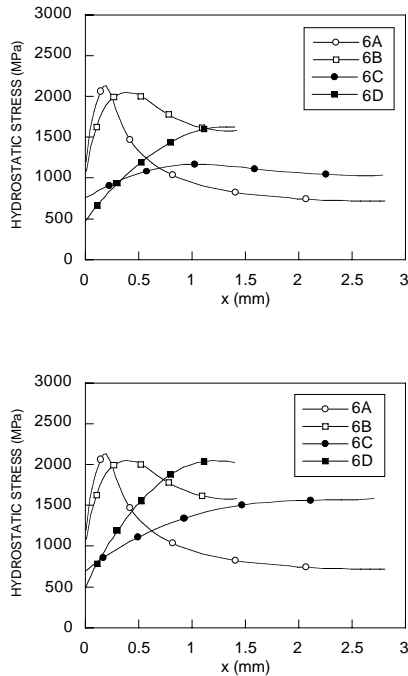 3000
2500
2000
1500
1000
500
0
HYDROSTATIC STRESS (MPa)
6A
6B
6C
6D
0 0.5 1 1.5 2 2.5 3
x (mm)
3000
2500
2000
1500
1000
500
0
HYDROSTATIC STRESS (MPa)
6A
6B
6C
6D
0 0.5 1 1.5 2 2.5 3
x (mm)